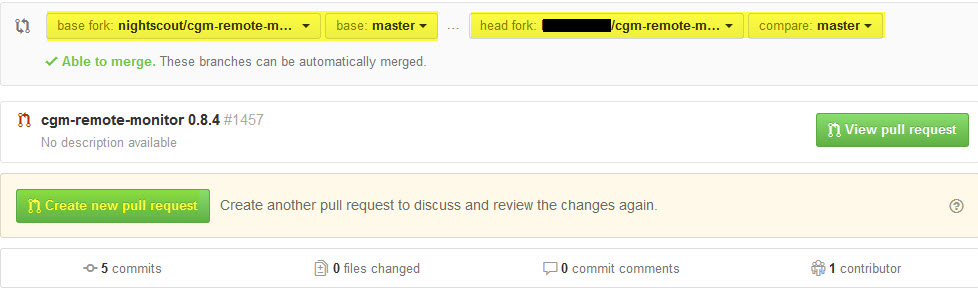 base fork: nightscout/cgm-remote-m... base: master ... head fork: /cgm-remote-m... compare: master
Able to merge. These branches can be automatically merged.
cgm-remote-monitor 0.8.4 #1457
No description available
View pull request
Create new pull request Create another pull request to discuss and review the changes again.
5 commits 0 files changed 0 commit comments 1 contributor